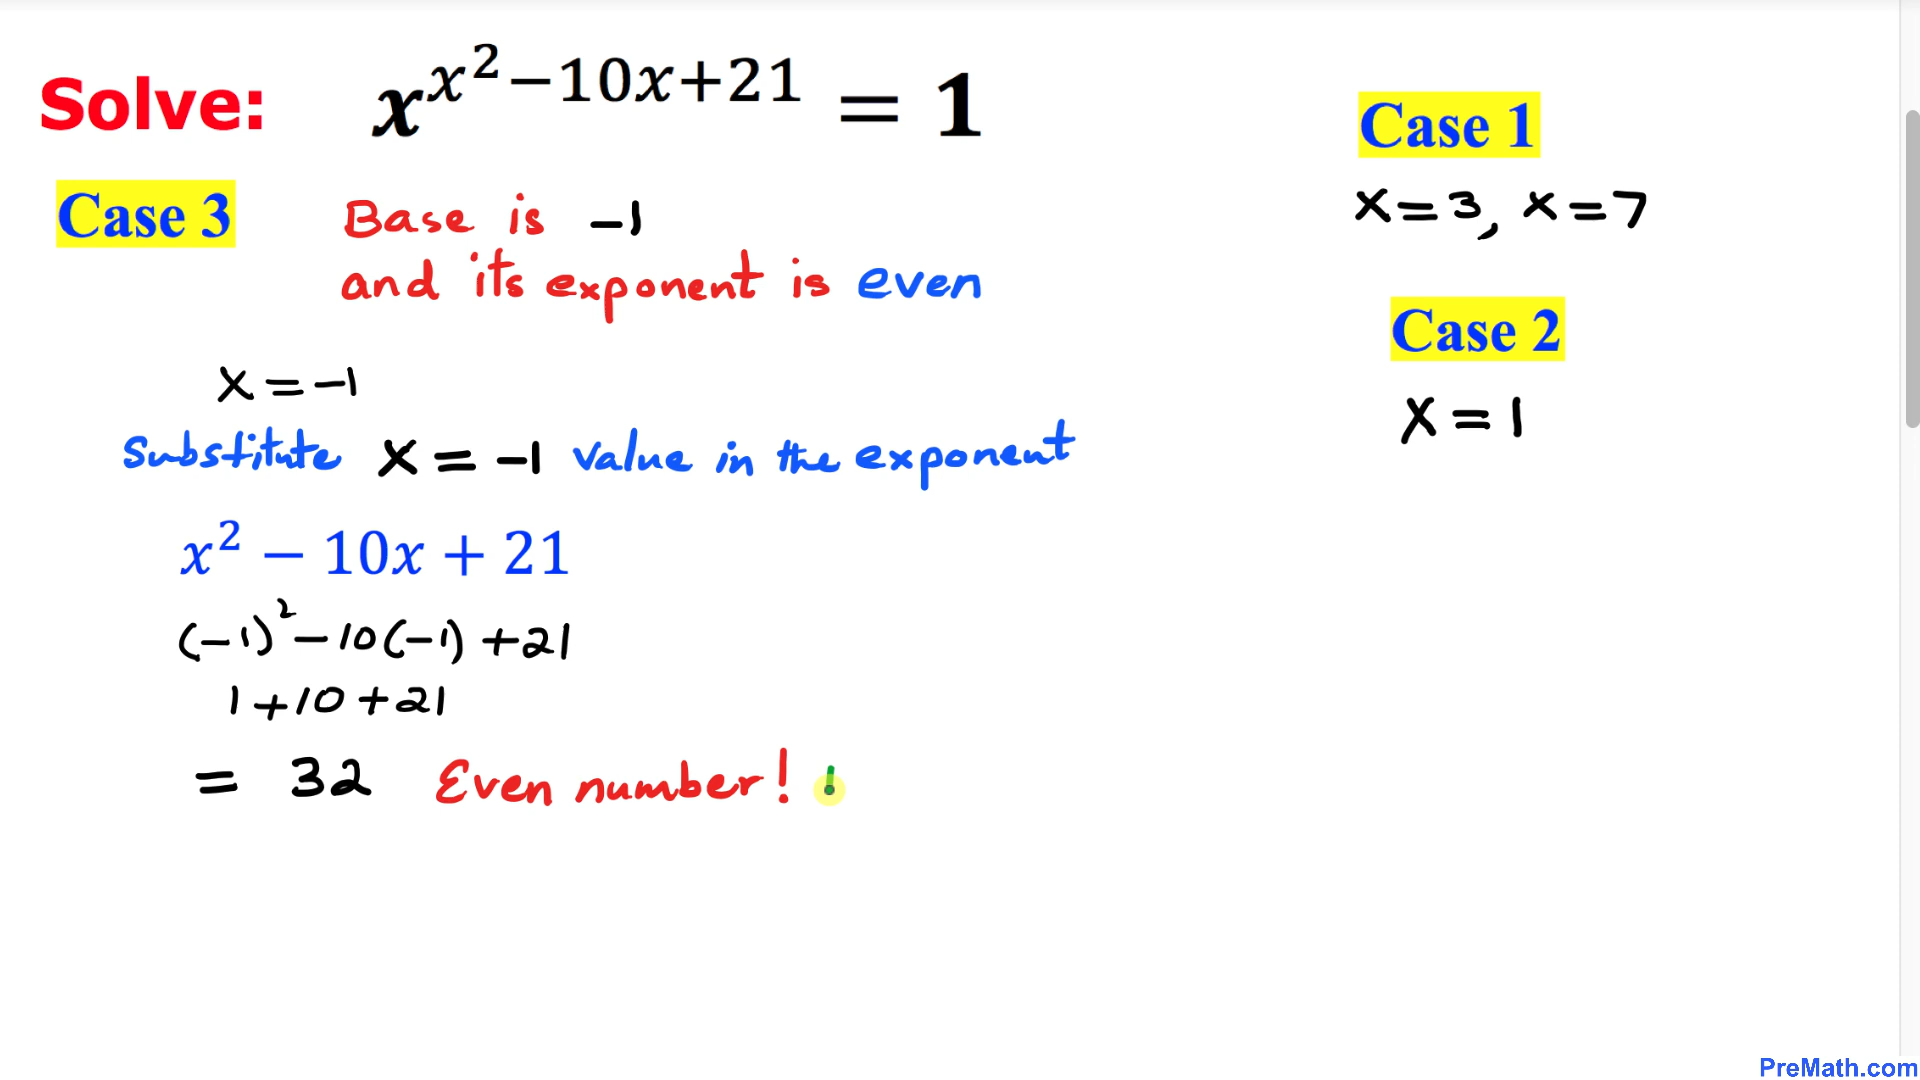 Solve: x^{x^2-10x+21} = 1
Case 3 Base is -1
and its exponent is even
x = -1
Substitute x = -1 value in the exponent
x² − 10x + 21
(-1)² - 10(-1) + 21
1 + 10 + 21
= 32 Even number! !
Case 1
x = 3, x = 7
Case 2
x = 1
PreMath.com